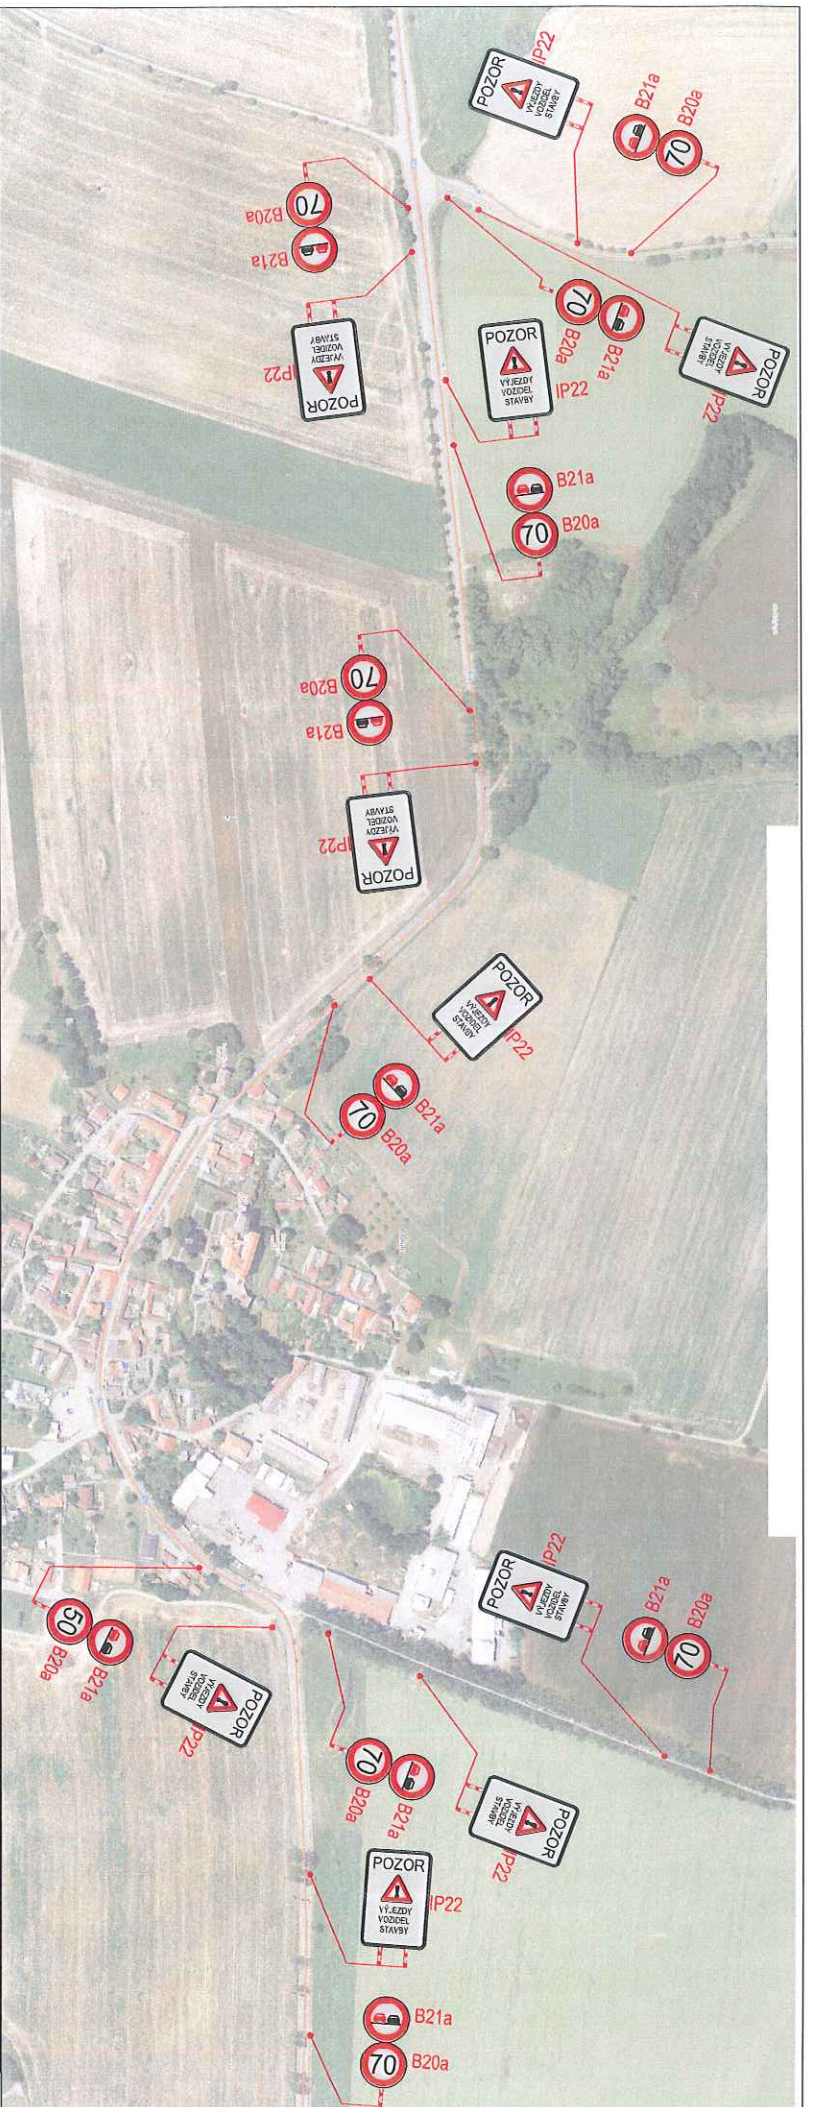 IP22
POZOR
VÝJEZDY
VOZIDEL
STAVBY
B21a
B20a
70
70
B20a
B21a
IP22
POZOR
VÝJEZDY
VOZIDEL
STAVBY
70
B20a
B21a
POZOR
VÝJEZDY
VOZIDEL
STAVBY
IP22
POZOR
VÝJEZDY
VOZIDEL
STAVBY
IP22
B21a
70
B20a
70
B20a
B21a
IP22
POZOR
VÝJEZDY
VOZIDEL
STAVBY
POZOR
VÝJEZDY
VOZIDEL
STAVBY
IP22
B21a
70
B20a
IP22
POZOR
VÝJEZDY
VOZIDEL
STAVBY
B21a
B20a
70
50
B20a
B21a
POZOR
VÝJEZDY
VOZIDEL
STAVBY
IP22
70
B20a
B21a
POZOR
VÝJEZDY
VOZIDEL
STAVBY
IP22
POZOR
VÝJEZDY
VOZIDEL
STAVBY
IP22
B21a
70
B20a